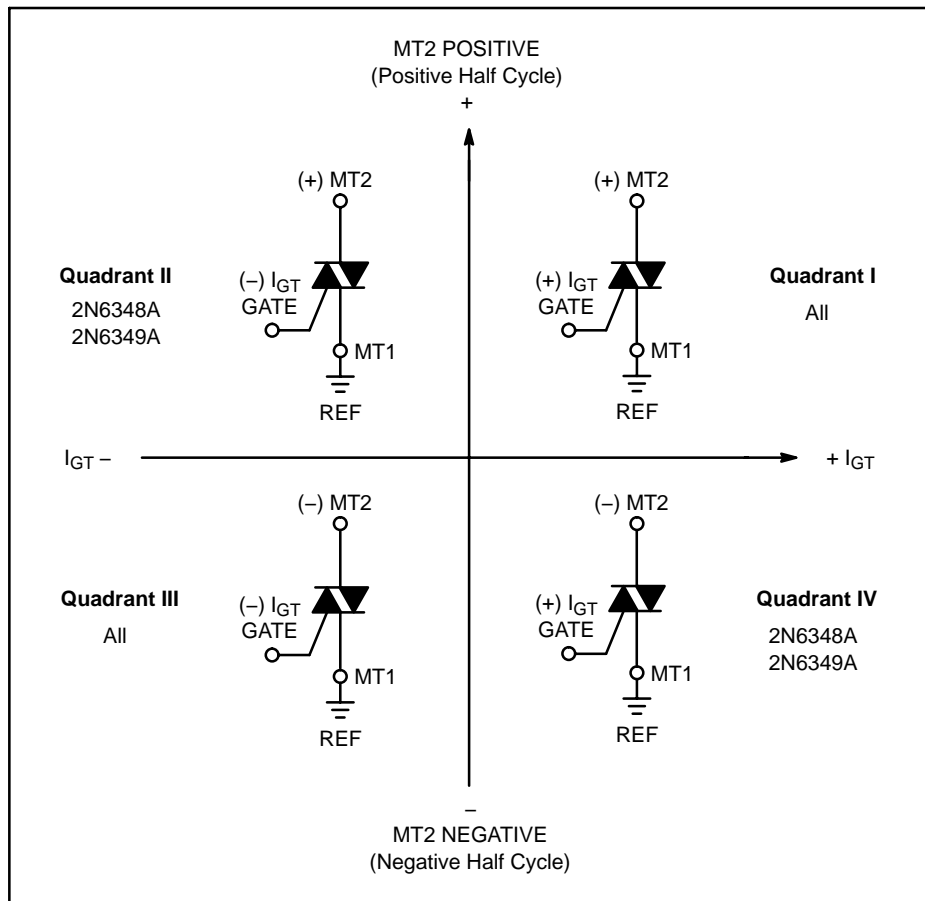 MT2 POSITIVE
(Positive Half Cycle)
+
(+) MT2
Quadrant II
2N6348A
2N6349A
(–) IGT
GATE
MT1
REF
(+) MT2
(+) IGT
GATE
MT1
REF
Quadrant I
All
IGT –
+ IGT
(–) MT2
Quadrant III
All
(–) IGT
GATE
MT1
REF
(–) MT2
(+) IGT
GATE
MT1
REF
Quadrant IV
2N6348A
2N6349A
–
MT2 NEGATIVE
(Negative Half Cycle)